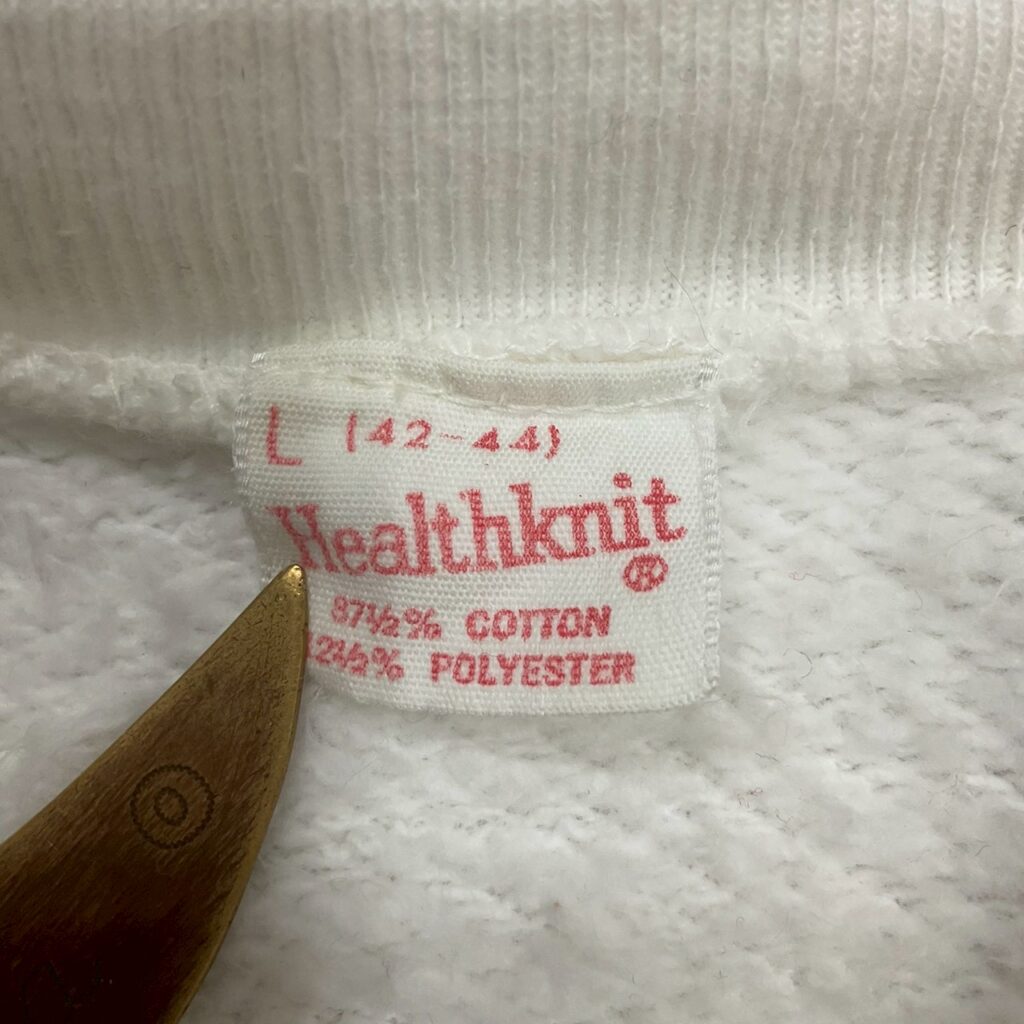 L (42-44)
Healthknit
®
87½% COTTON
12½% POLYESTER